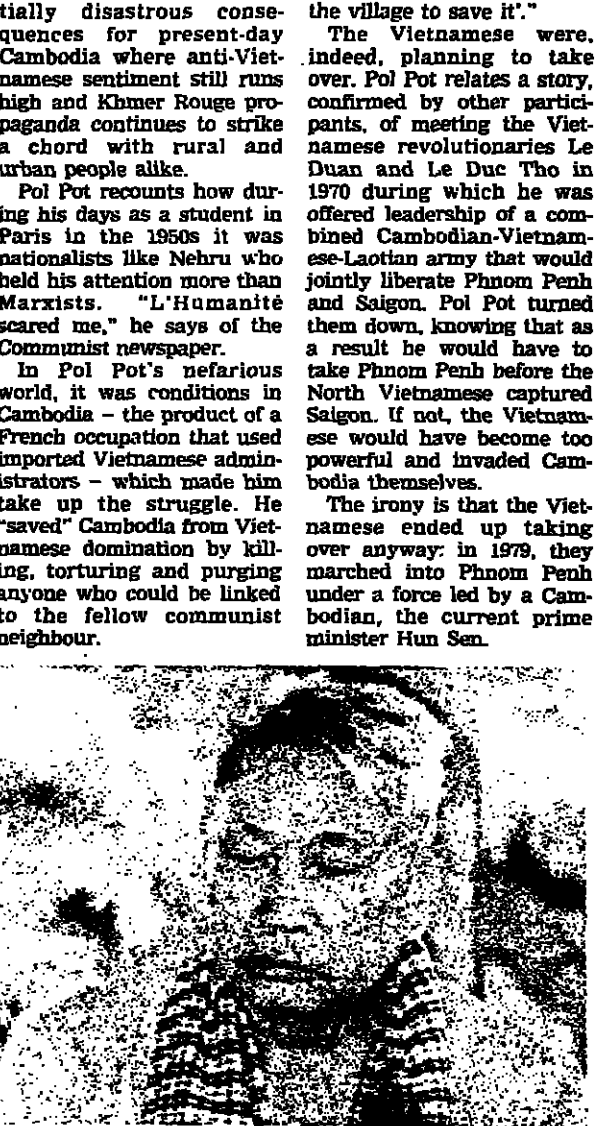 tially disastrous conse-
quences for present-day
Cambodia where anti-Viet-
namese sentiment still runs
high and Khmer Rouge pro-
paganda continues to strike
a chord with rural and
urban people alike.
Pol Pot recounts how dur-
ing his days as a student in
Paris in the 1950s it was
nationalists like Nehru who
held his attention more than
Marxists. "L'Humanité
scared me," he says of the
Communist newspaper.
In Pol Pot's nefarious
world, it was conditions in
Cambodia – the product of a
French occupation that used
imported Vietnamese admin-
istrators – which made him
take up the struggle. He
"saved" Cambodia from Viet-
namese domination by kill-
ing, torturing and purging
anyone who could be linked
to the fellow communist
neighbour.
the village to save it'."
The Vietnamese were,
indeed, planning to take
over. Pol Pot relates a story,
confirmed by other partici-
pants, of meeting the Viet-
namese revolutionaries Le
Duan and Le Duc Tho in
1970 during which he was
offered leadership of a com-
bined Cambodian-Vietnam-
ese-Laotian army that would
jointly liberate Phnom Penh
and Saigon. Pol Pot turned
them down, knowing that as
a result he would have to
take Phnom Penh before the
North Vietnamese captured
Saigon. If not, the Vietnam-
ese would have become too
powerful and invaded Cam-
bodia themselves.
The irony is that the Viet-
namese ended up taking
over anyway: in 1979, they
marched into Phnom Penh
under a force led by a Cam-
bodian, the current prime
minister Hun Sen.